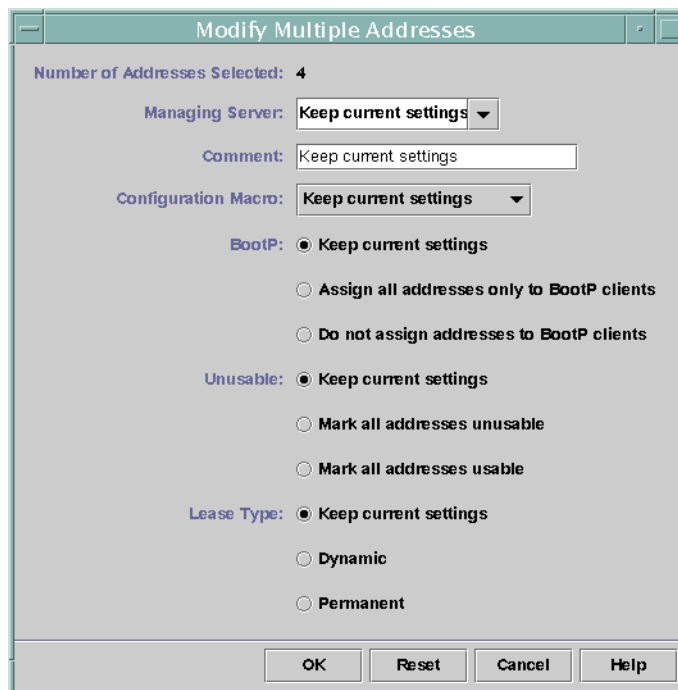 Modify Multiple Addresses
Number of Addresses Selected: 4
Managing Server: Keep current settings
Comment: Keep current settings
Configuration Macro: Keep current settings
BootP: Keep current settings
Assign all addresses only to BootP clients
Do not assign addresses to BootP clients
Unusable: Keep current settings
Mark all addresses unusable
Mark all addresses usable
Lease Type: Keep current settings
Dynamic
Permanent
OK Reset Cancel Help